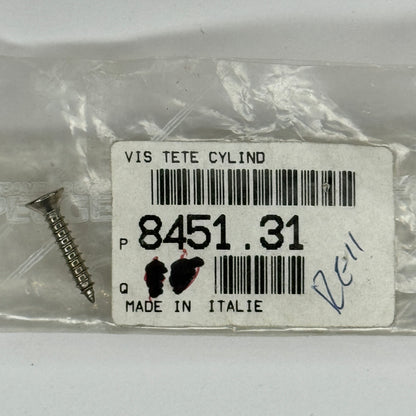 VIS TETE CYLIND
P 8451.31
Q
MADE IN ITALIE